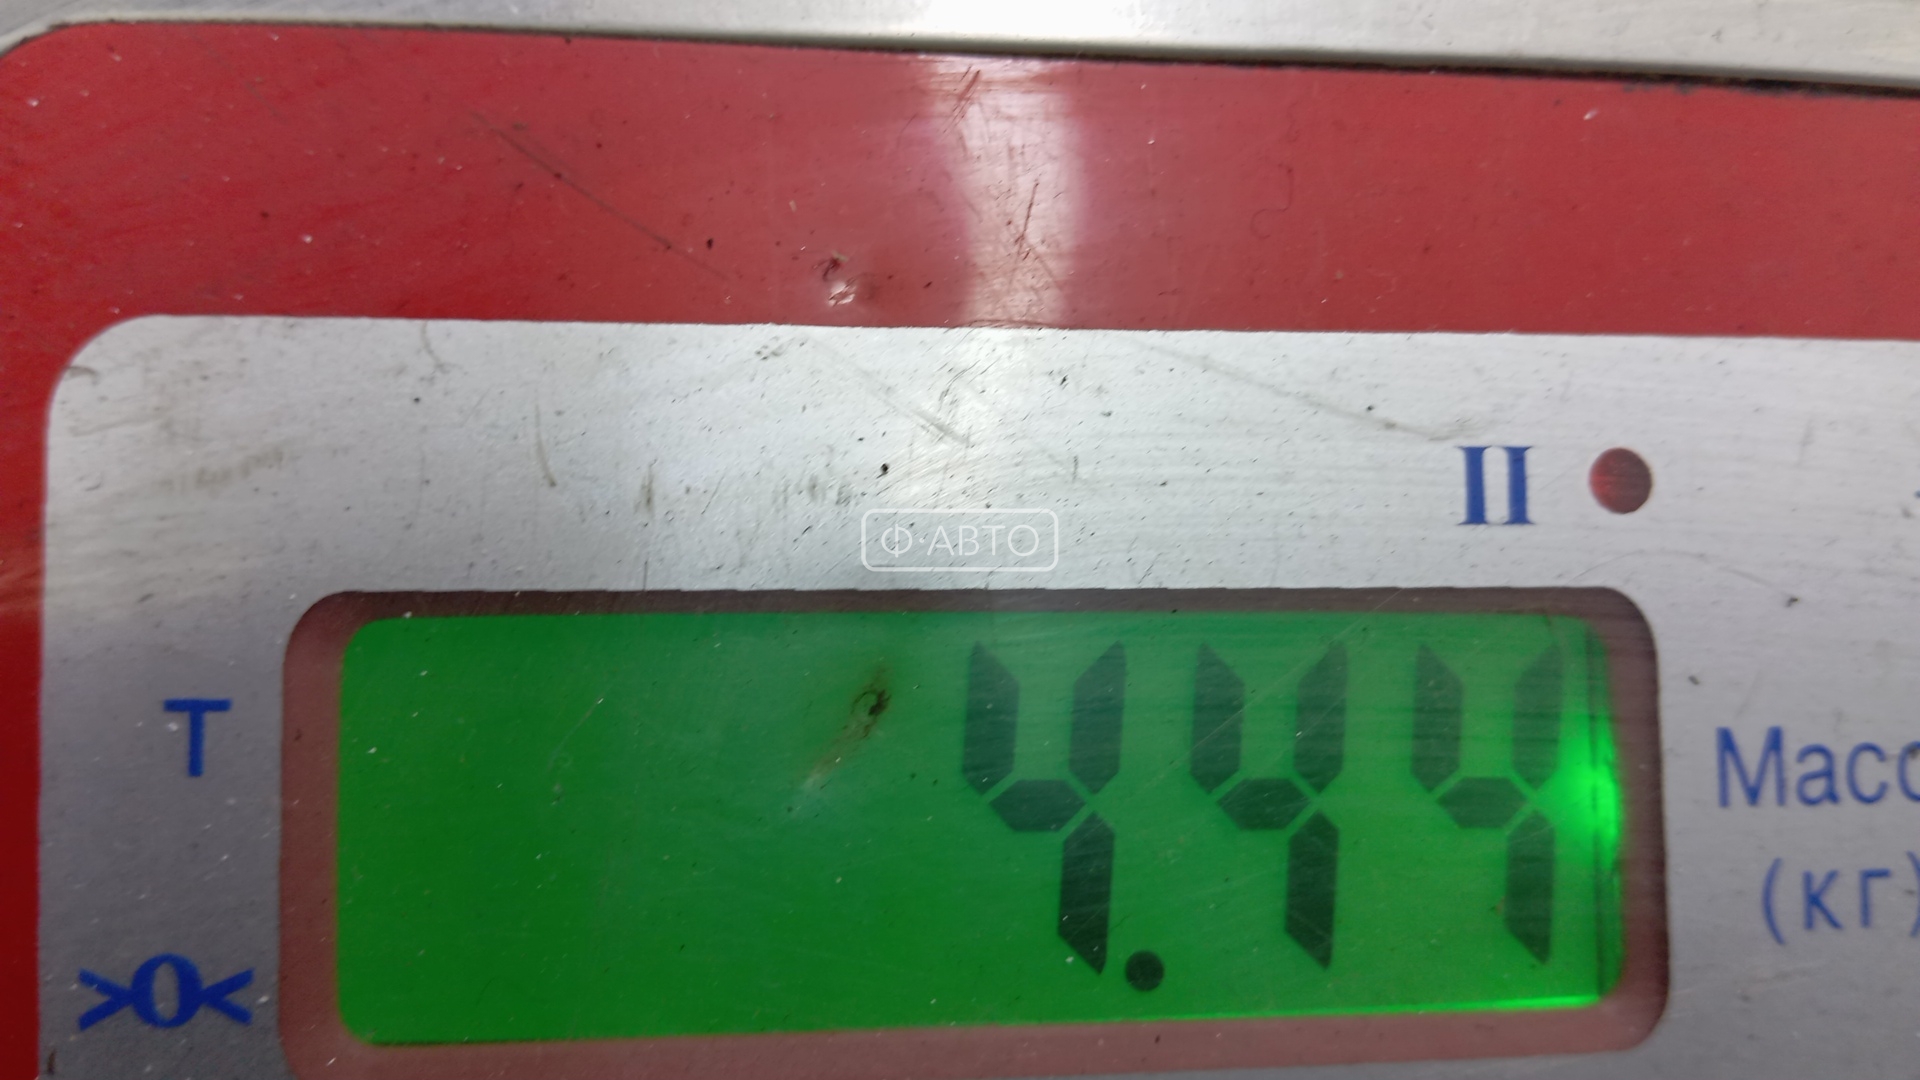 II
Ф·АВТО
T
4.44
Масс
(кг)
>0<